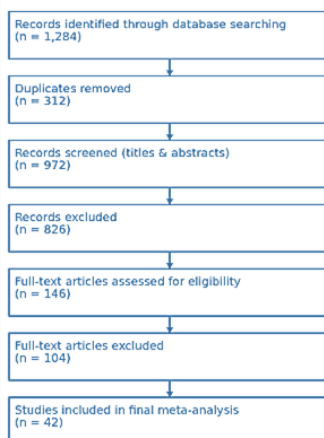 Records identified through database searching
(n = 1,284)
Duplicates removed
(n = 312)
Records screened (titles & abstracts)
(n = 972)
Records excluded
(n = 826)
Full-text articles assessed for eligibility
(n = 146)
Full-text articles excluded
(n = 104)
Studies included in final meta-analysis
(n = 42)